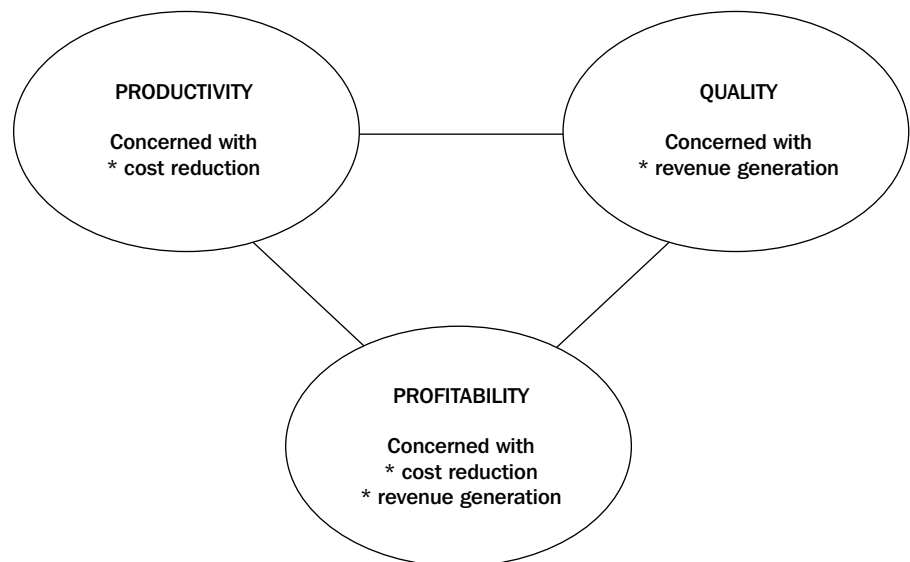 PRODUCTIVITY
Concerned with
* cost reduction
QUALITY
Concerned with
* revenue generation
PROFITABILITY
Concerned with
* cost reduction
* revenue generation